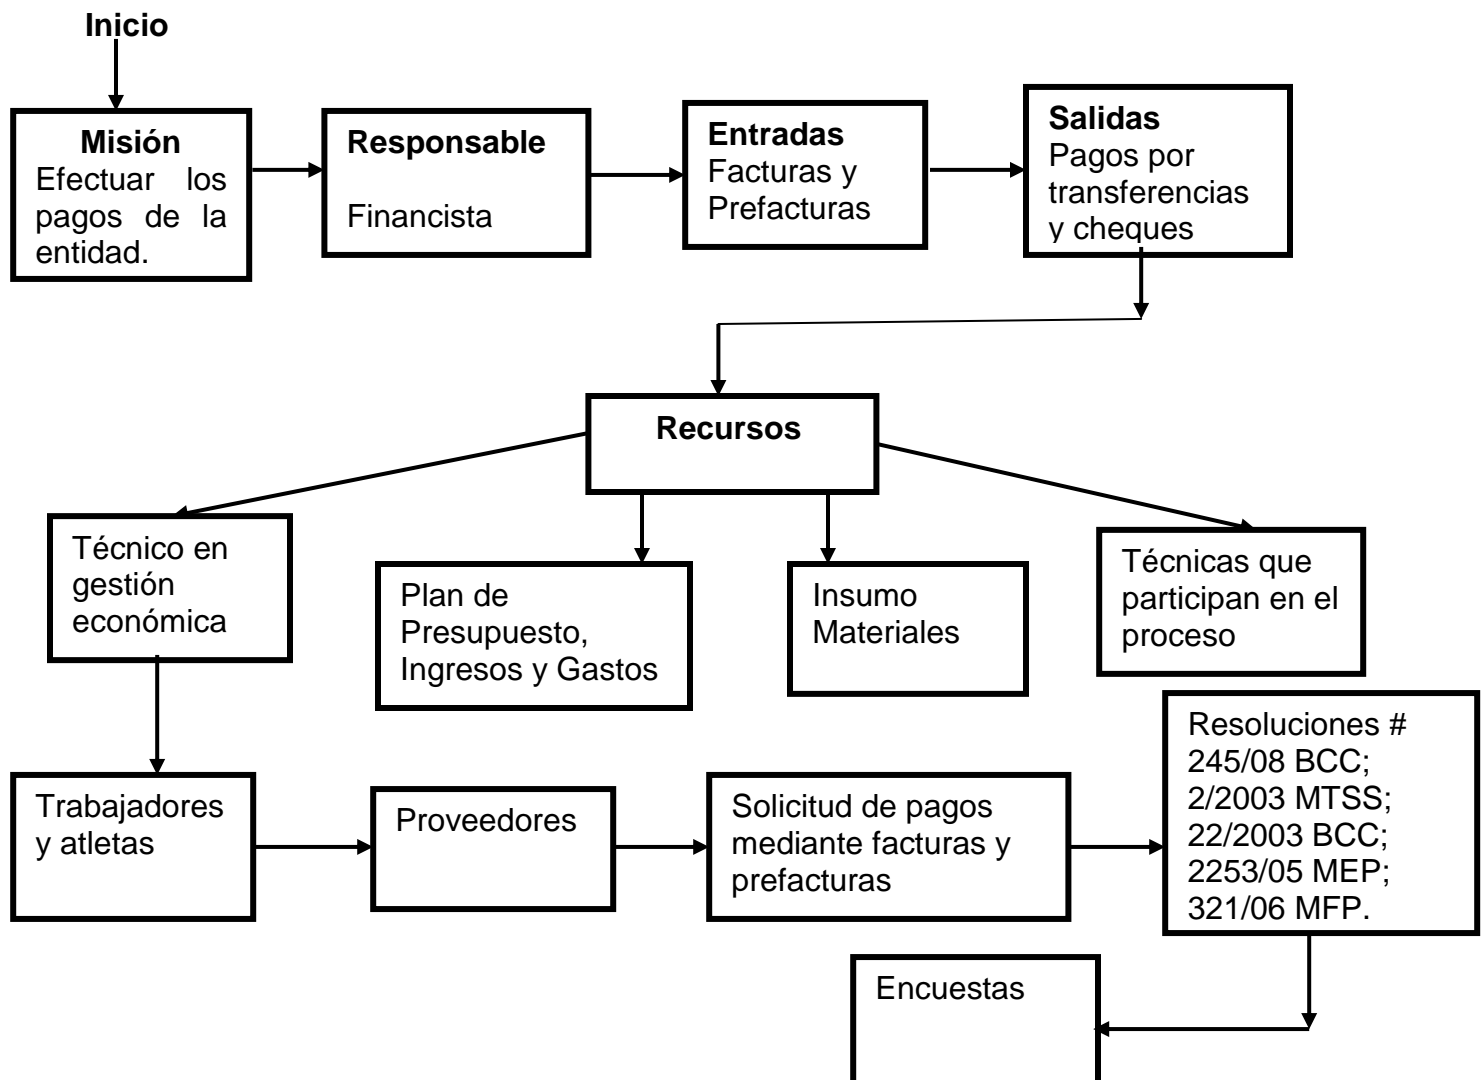 Inicio
Misión
Efectuar los
pagos de la
entidad.
Responsable
Financista
Entradas
Facturas y
Prefacturas
Salidas
Pagos por
transferencias
y cheques
Recursos
Técnico en
gestión
económica
Plan de
Presupuesto,
Ingresos y Gastos
Insumo
Materiales
Técnicas que
participan en el
proceso
Trabajadores
y atletas
Proveedores
Solicitud de pagos
mediante facturas y
prefacturas
Resoluciones #
245/08 BCC;
2/2003 MTSS;
22/2003 BCC;
2253/05 MEP;
321/06 MFP.
Encuestas